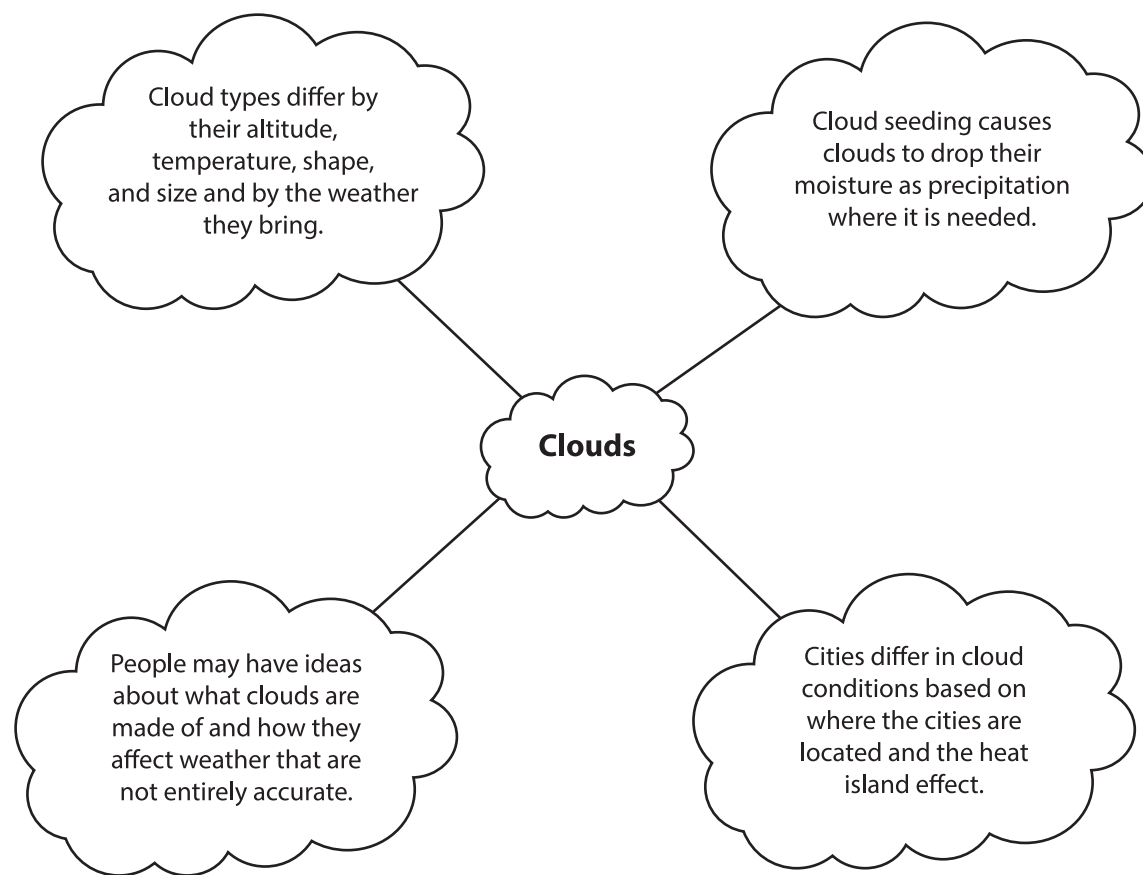 Cloud types differ by
their altitude,
temperature, shape,
and size and by the weather
they bring.
Cloud seeding causes
clouds to drop their
moisture as precipitation
where it is needed.
Clouds
People may have ideas
about what clouds are
made of and how they
affect weather that are
not entirely accurate.
Cities differ in cloud
conditions based on
where the cities are
located and the heat
island effect.